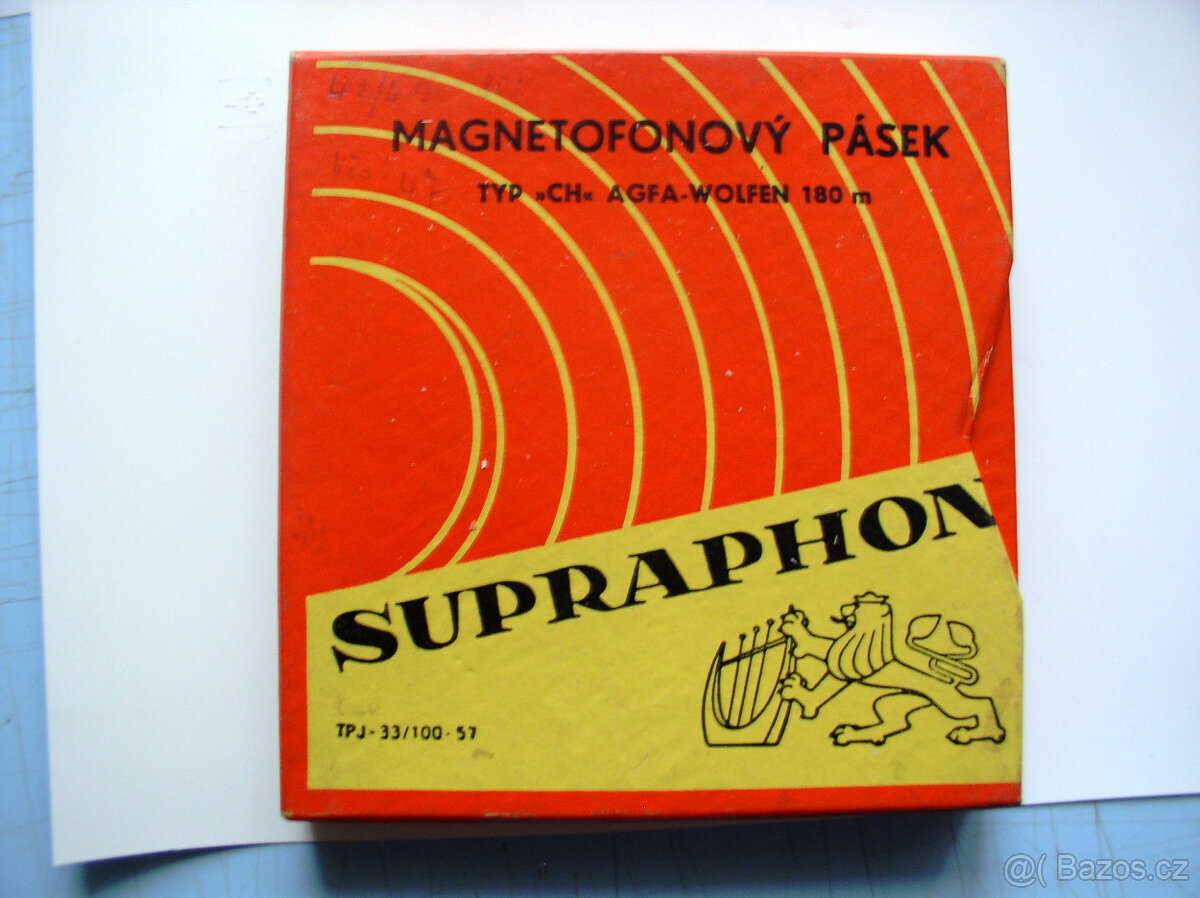 MAGNETOFONOVÝ PÁSEK
TYP »CH« AGFA-WOLFEN 180 m
SUPRAPHON
TPJ-33/100-57
@( Bazos.cz